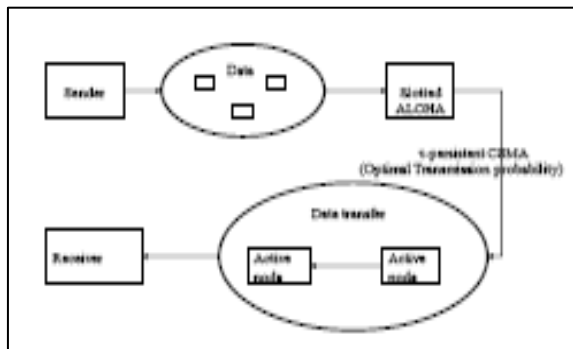 Sender
Data
Slotted
ALOHA
persistent CSMA
(Optimal Transmission probability)
Data transfer
Receiver
Active
node
Active
node